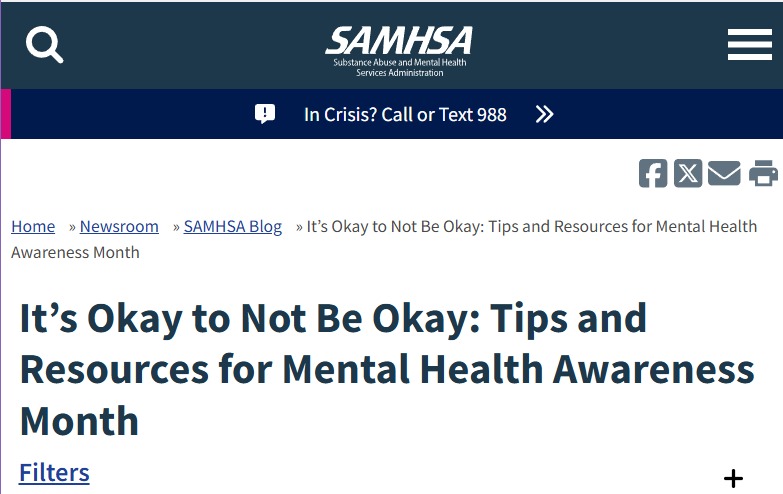 SAMHSA
Substance Abuse and Mental Health
Services Administration
In Crisis? Call or Text 988
Home » Newsroom » SAMHSA Blog » It’s Okay to Not Be Okay: Tips and Resources for Mental Health
Awareness Month
It’s Okay to Not Be Okay: Tips and
Resources for Mental Health Awareness
Month
Filters